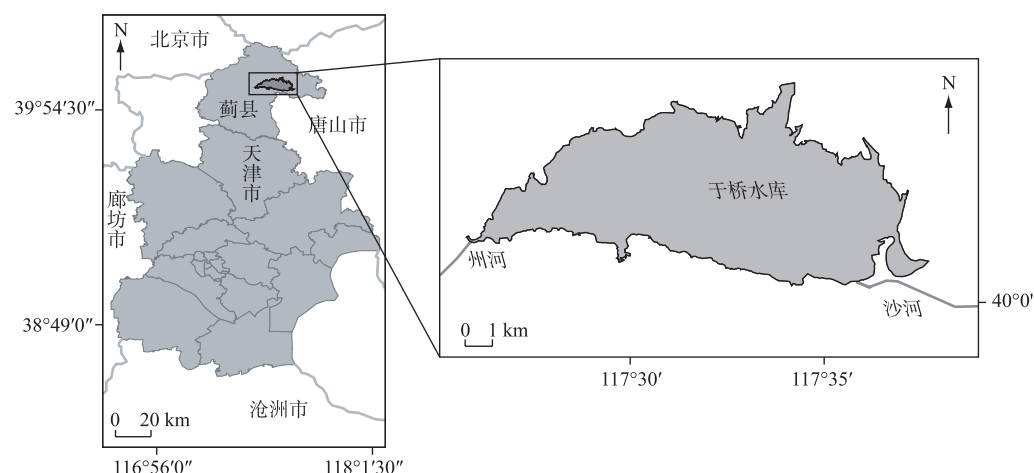 N
北京市
39°54′30″
蓟县
唐山市
天津市
廊坊市
38°49′0″
沧洲市
0 20 km
116°56′0″
118°1′30″
N
于桥水库
州河
沙河
40°0′
0 1 km
117°30′
117°35′